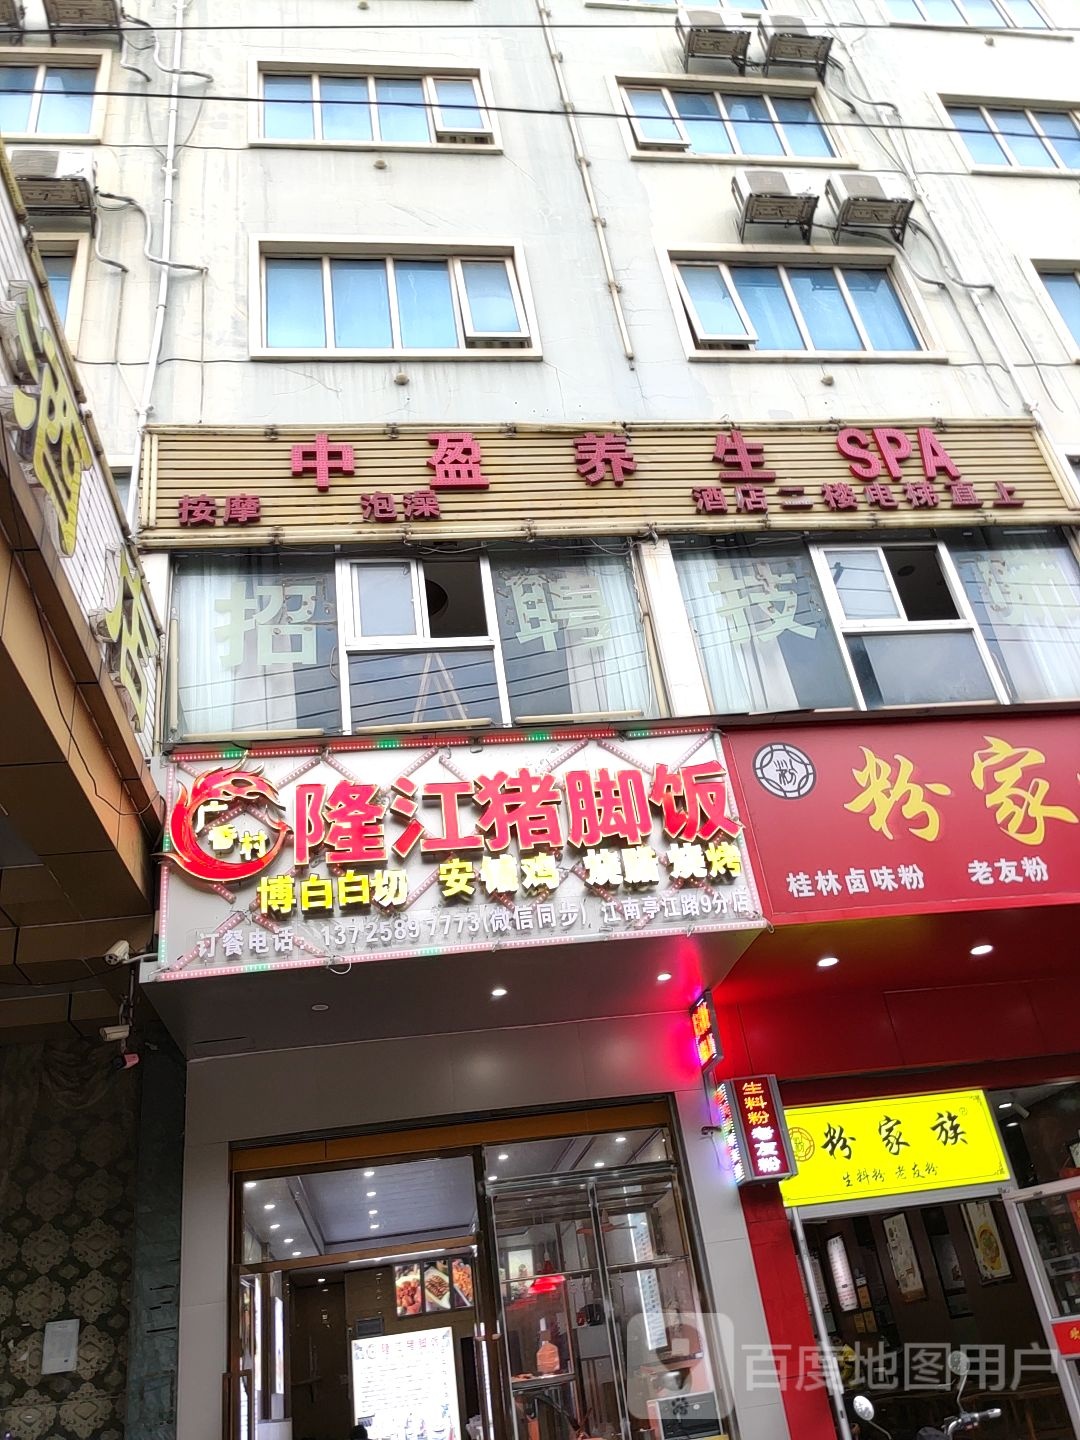 中盈养生SPA
按摩 泡澡 酒店二楼电梯直上
招聘技师
隆江猪脚饭
广香村
博白白切 安铺鸡 烧腊 烧烤
订餐电话 13725897773(微信同步) 江南亭江路9分店
粉
粉家
桂林卤味粉 老友粉
生料粉
老友粉
粉家族
生料粉 老友粉
百度地图用户